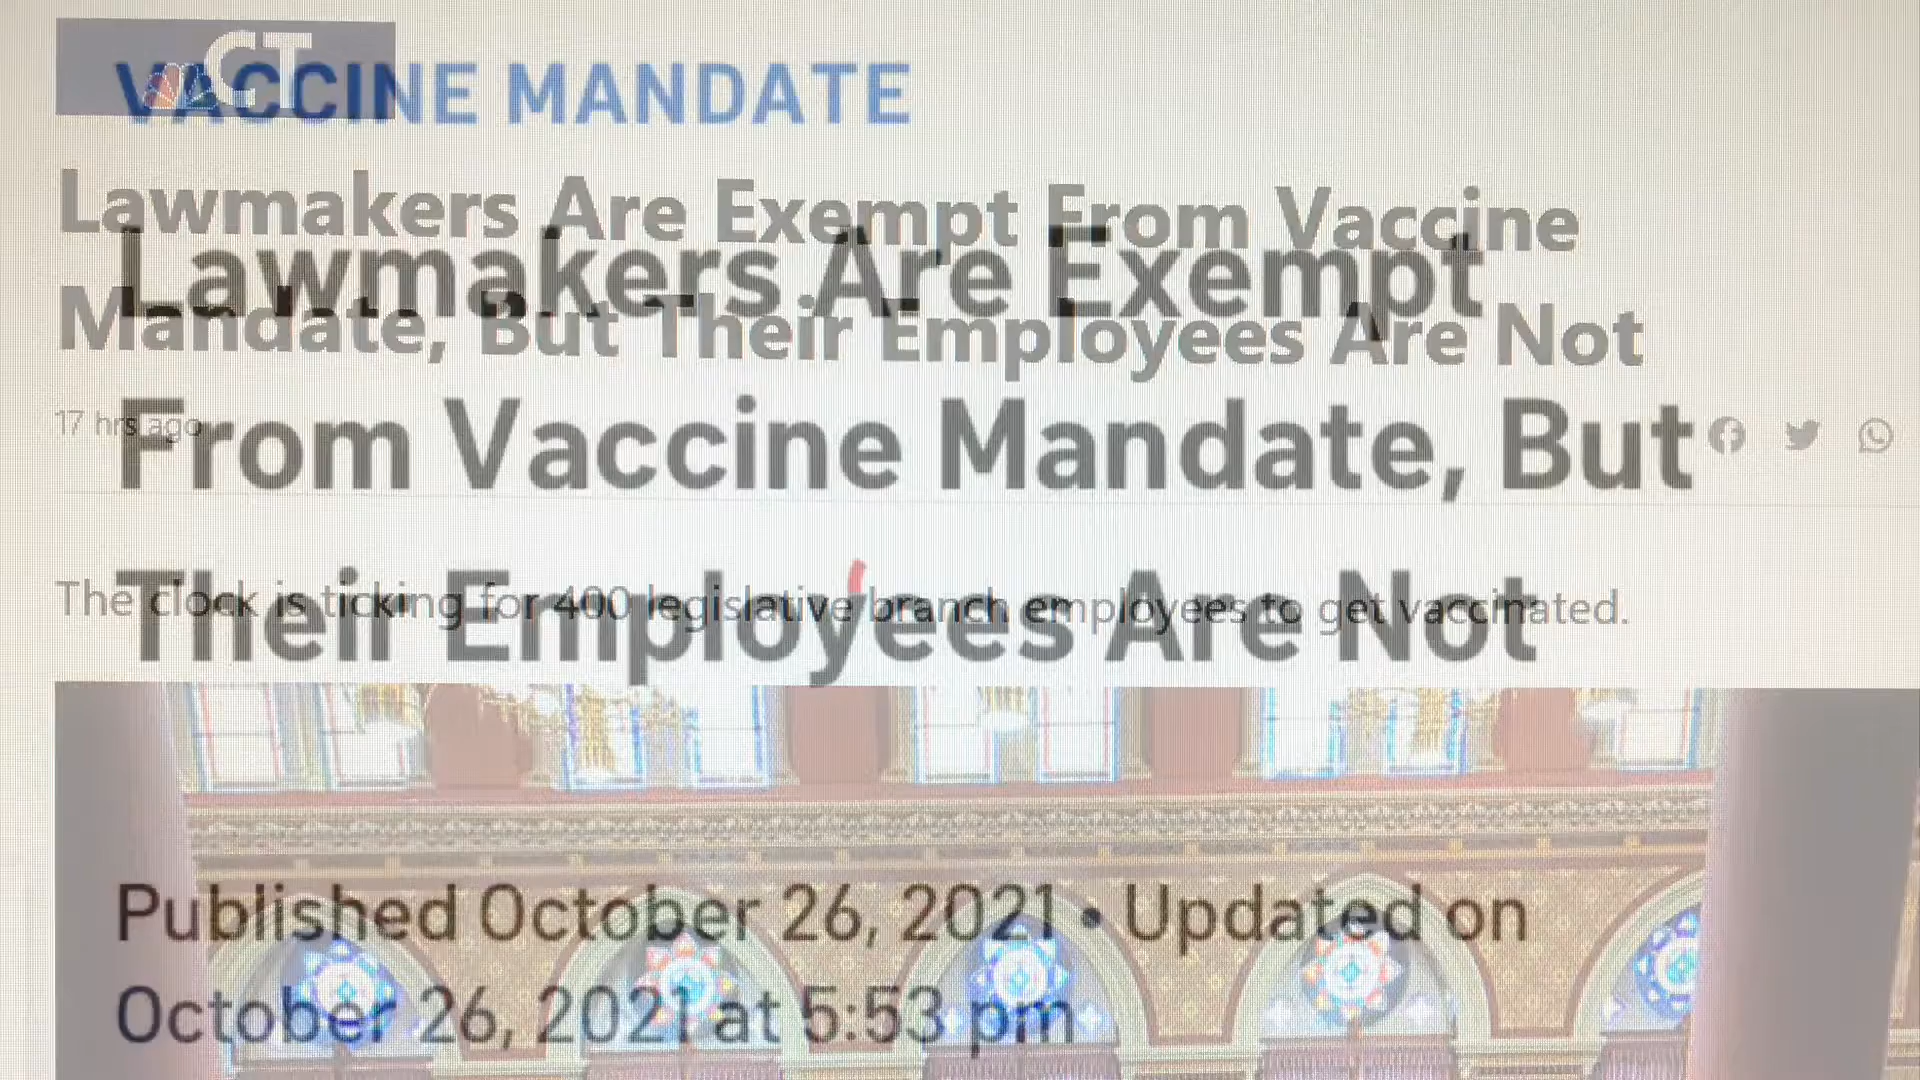 CT
VACCINE MANDATE
Lawmakers Are Exempt From Vaccine
Mandate, But Their Employees Are Not
17 hrs ago
The clock is ticking for 400 legislative branch employees to get vaccinated.
Lawmakers Are Exempt
From Vaccine Mandate, But
Their Employees Are Not
Published October 26, 2021 • Updated on
October 26, 2021 at 5:53 pm